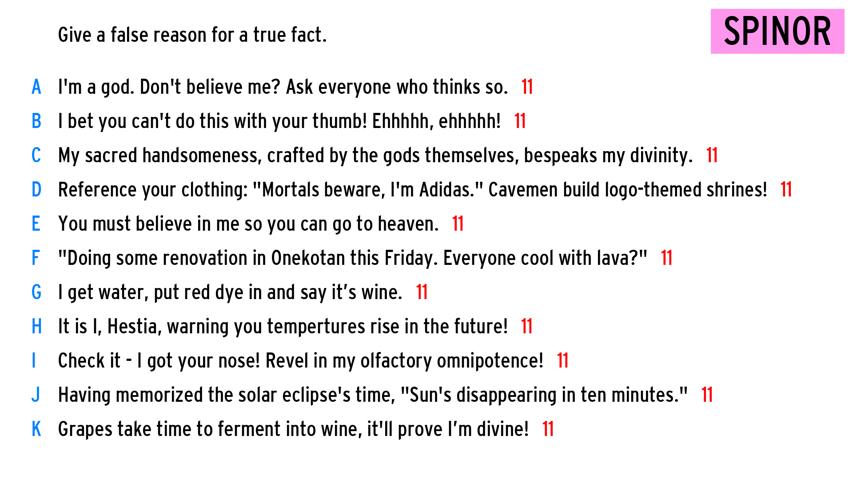 Give a false reason for a true fact.
SPINOR
A I'm a god. Don't believe me? Ask everyone who thinks so. 11
B I bet you can't do this with your thumb! Ehhhhh, ehhhhh! 11
C My sacred handsomeness, crafted by the gods themselves, bespeaks my divinity. 11
D Reference your clothing: "Mortals beware, I'm Adidas." Cavemen build logo-themed shrines! 11
E You must believe in me so you can go to heaven. 11
F "Doing some renovation in Onekotan this Friday. Everyone cool with lava?" 11
G I get water, put red dye in and say it’s wine. 11
H It is I, Hestia, warning you tempertures rise in the future! 11
I Check it - I got your nose! Revel in my olfactory omnipotence! 11
J Having memorized the solar eclipse's time, "Sun's disappearing in ten minutes." 11
K Grapes take time to ferment into wine, it'll prove I’m divine! 11